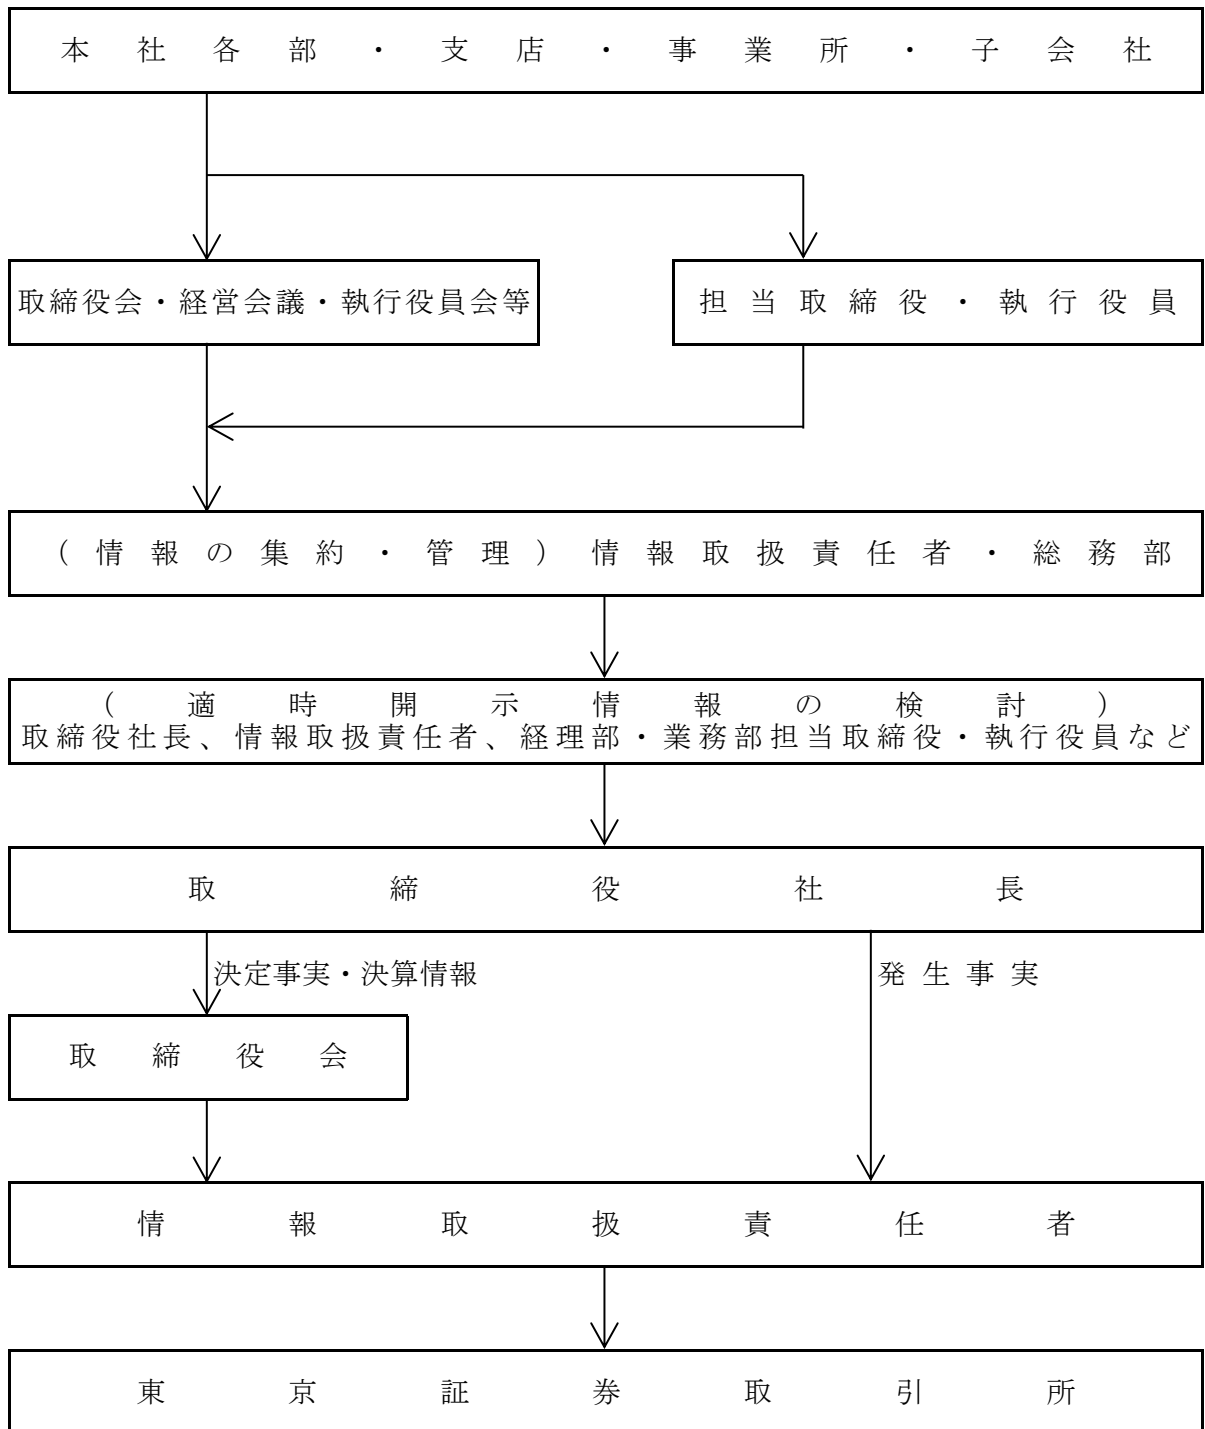 本社各部・支店・事業所・子会社
取締役会・経営会議・執行役員会等
担当取締役・執行役員
（情報の集約・管理）情報取扱責任者・総務部
（適時開示情報の検討）
取締役社長、情報取扱責任者、経理部・業務部担当取締役・執行役員など
取締役社長
決定事実・決算情報
発生事実
取締役会
情報取扱責任者
東京証券取引所